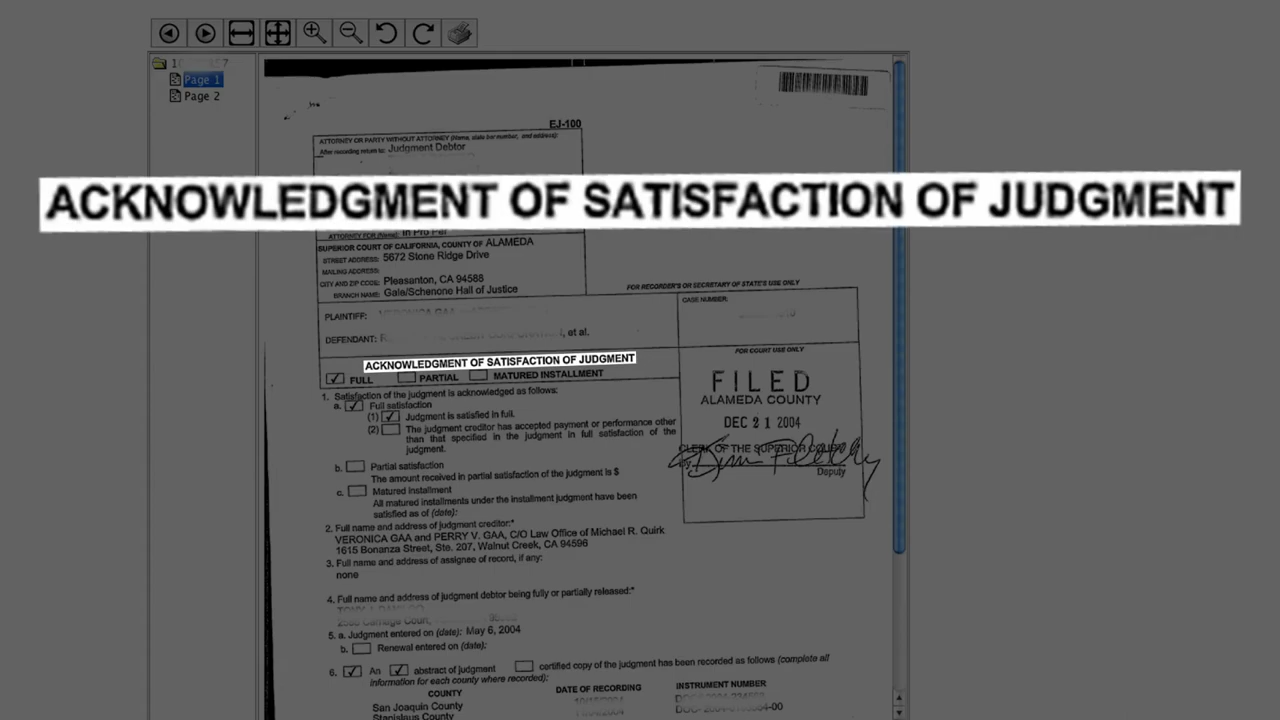 Page 1
Page 2
EJ-100
ATTORNEY OR PARTY WITHOUT ATTORNEY (Name, state bar number, and address):
After recording return to: Judgment Debtor
ACKNOWLEDGMENT OF SATISFACTION OF JUDGMENT
ATTORNEY FOR (Name): In Pro Per
SUPERIOR COURT OF CALIFORNIA, COUNTY OF ALAMEDA
STREET ADDRESS: 5672 Stone Ridge Drive
MAILING ADDRESS:
CITY AND ZIP CODE: Pleasanton, CA 94588
BRANCH NAME: Gale/Schenone Hall of Justice
FOR RECORDER'S OR SECRETARY OF STATE'S USE ONLY
PLAINTIFF: VERONICA GAA
CASE NUMBER:
DEFENDANT: , et al.
ACKNOWLEDGMENT OF SATISFACTION OF JUDGMENT
FULL PARTIAL MATURED INSTALLMENT
FOR COURT USE ONLY
FILED
ALAMEDA COUNTY
DEC 21 2004
CLERK OF THE SUPERIOR COURT
By
Deputy
1. Satisfaction of the judgment is acknowledged as follows:
a. Full satisfaction
(1) Judgment is satisfied in full.
(2) The judgment creditor has accepted payment or performance other
than that specified in the judgment in full satisfaction of the
judgment.
b. Partial satisfaction
The amount received in partial satisfaction of the judgment is $
c. Matured installment
All matured installments under the installment judgment have been
satisfied as of (date):
2. Full name and address of judgment creditor:*
VERONICA GAA and PERRY V. GAA, C/O Law Office of Michael R. Quirk
1615 Bonanza Street, Ste. 207, Walnut Creek, CA 94596
3. Full name and address of assignee of record, if any:
none
4. Full name and address of judgment debtor being fully or partially released:*
5. a. Judgment entered on (date): May 6, 2004
b. Renewal entered on (date):
6. An abstract of judgment certified copy of the judgment has been recorded as follows (complete all
information for each county where recorded):
COUNTY DATE OF RECORDING INSTRUMENT NUMBER
San Joaquin County
Stanislaus County